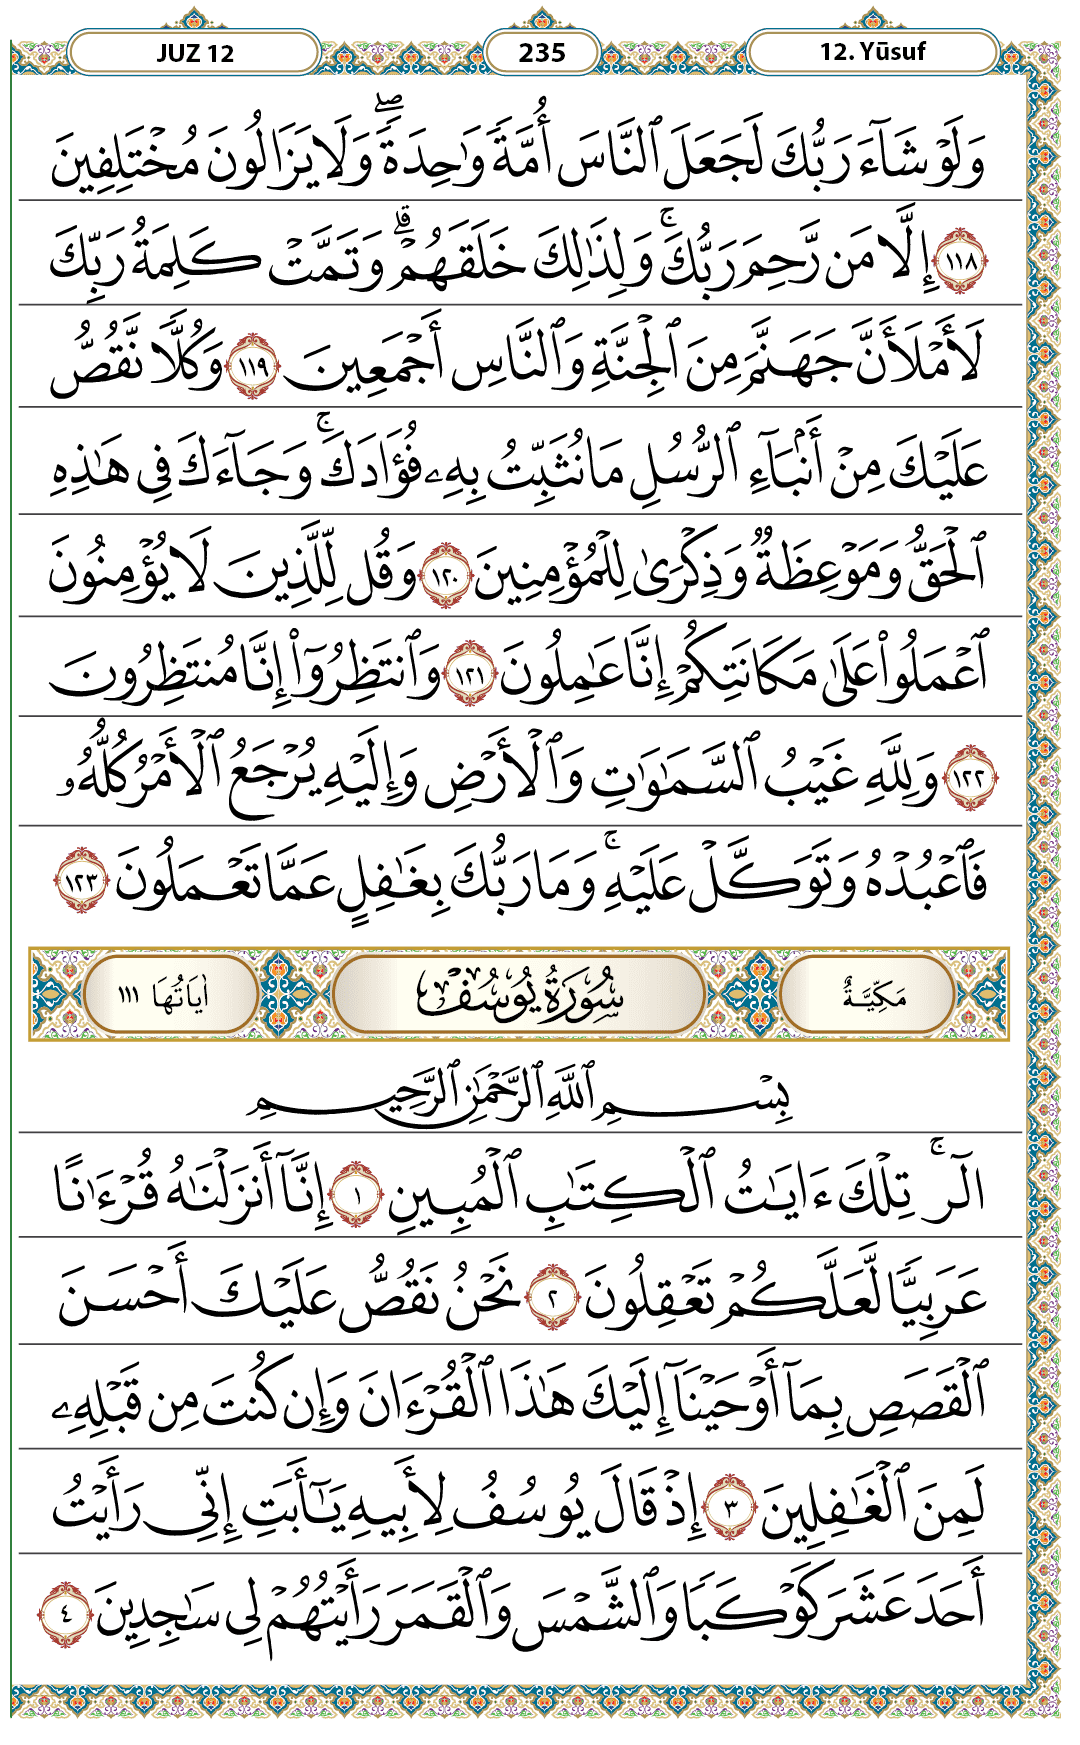 JUZ 12
235
12. Yūsuf
وَلَوْ شَآءَ رَبُّكَ لَجَعَلَ ٱلنَّاسَ أُمَّةً وَٰحِدَةً ۖ وَلَا يَزَالُونَ مُخْتَلِفِينَ
١١٨ إِلَّا مَن رَّحِمَ رَبُّكَ ۚ وَلِذَٰلِكَ خَلَقَهُمْ ۗ وَتَمَّتْ كَلِمَةُ رَبِّكَ
لَأَمْلَأَنَّ جَهَنَّمَ مِنَ ٱلْجِنَّةِ وَٱلنَّاسِ أَجْمَعِينَ ١١٩ وَكُلًّا نَّقُصُّ
عَلَيْكَ مِنْ أَنۢبَآءِ ٱلرُّسُلِ مَا نُثَبِّتُ بِهِۦ فُؤَادَكَ ۚ وَجَآءَكَ فِى هَٰذِهِ
ٱلْحَقُّ وَمَوْعِظَةٌ وَذِكْرَىٰ لِلْمُؤْمِنِينَ ١٢٠ وَقُل لِّلَّذِينَ لَا يُؤْمِنُونَ
ٱعْمَلُوا۟ عَلَىٰ مَكَانَتِكُمْ إِنَّا عَٰمِلُونَ ١٢١ وَٱنتَظِرُوٓا۟ إِنَّا مُنتَظِرُونَ
١٢٢ وَلِلَّهِ غَيْبُ ٱلسَّمَٰوَٰتِ وَٱلْأَرْضِ وَإِلَيْهِ يُرْجَعُ ٱلْأَمْرُ كُلُّهُۥ
فَٱعْبُدْهُ وَتَوَكَّلْ عَلَيْهِ ۚ وَمَا رَبُّكَ بِغَٰفِلٍ عَمَّا تَعْمَلُونَ ١٢٣
مَكِّيَّةٌ
سُورَةُ يُوسُفَ
اٰيَاتُهَا ١١١
بِسْمِ ٱللَّهِ ٱلرَّحْمَٰنِ ٱلرَّحِيمِ
الٓر ۚ تِلْكَ ءَايَٰتُ ٱلْكِتَٰبِ ٱلْمُبِينِ ١ إِنَّآ أَنزَلْنَٰهُ قُرْءَٰنًا
عَرَبِيًّا لَّعَلَّكُمْ تَعْقِلُونَ ٢ نَحْنُ نَقُصُّ عَلَيْكَ أَحْسَنَ
ٱلْقَصَصِ بِمَآ أَوْحَيْنَآ إِلَيْكَ هَٰذَا ٱلْقُرْءَانَ وَإِن كُنتَ مِن قَبْلِهِۦ
لَمِنَ ٱلْغَٰفِلِينَ ٣ إِذْ قَالَ يُوسُفُ لِأَبِيهِ يَٰٓأَبَتِ إِنِّى رَأَيْتُ
أَحَدَ عَشَرَ كَوْكَبًا وَٱلشَّمْسَ وَٱلْقَمَرَ رَأَيْتُهُمْ لِى سَٰجِدِينَ ٤